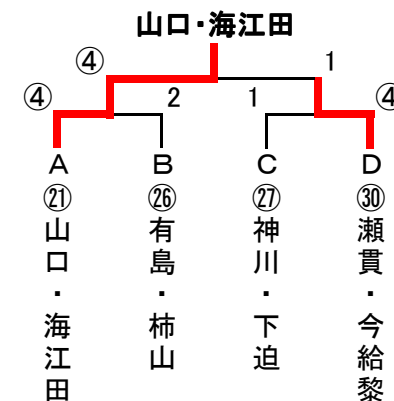 山口・海江田
④ 1
④ 2 1 ④
A B C D
㉑ ㉖ ㉗ ㉚
山口・海江田
有島・柿山
神川・下迫
瀬貫・今給黎